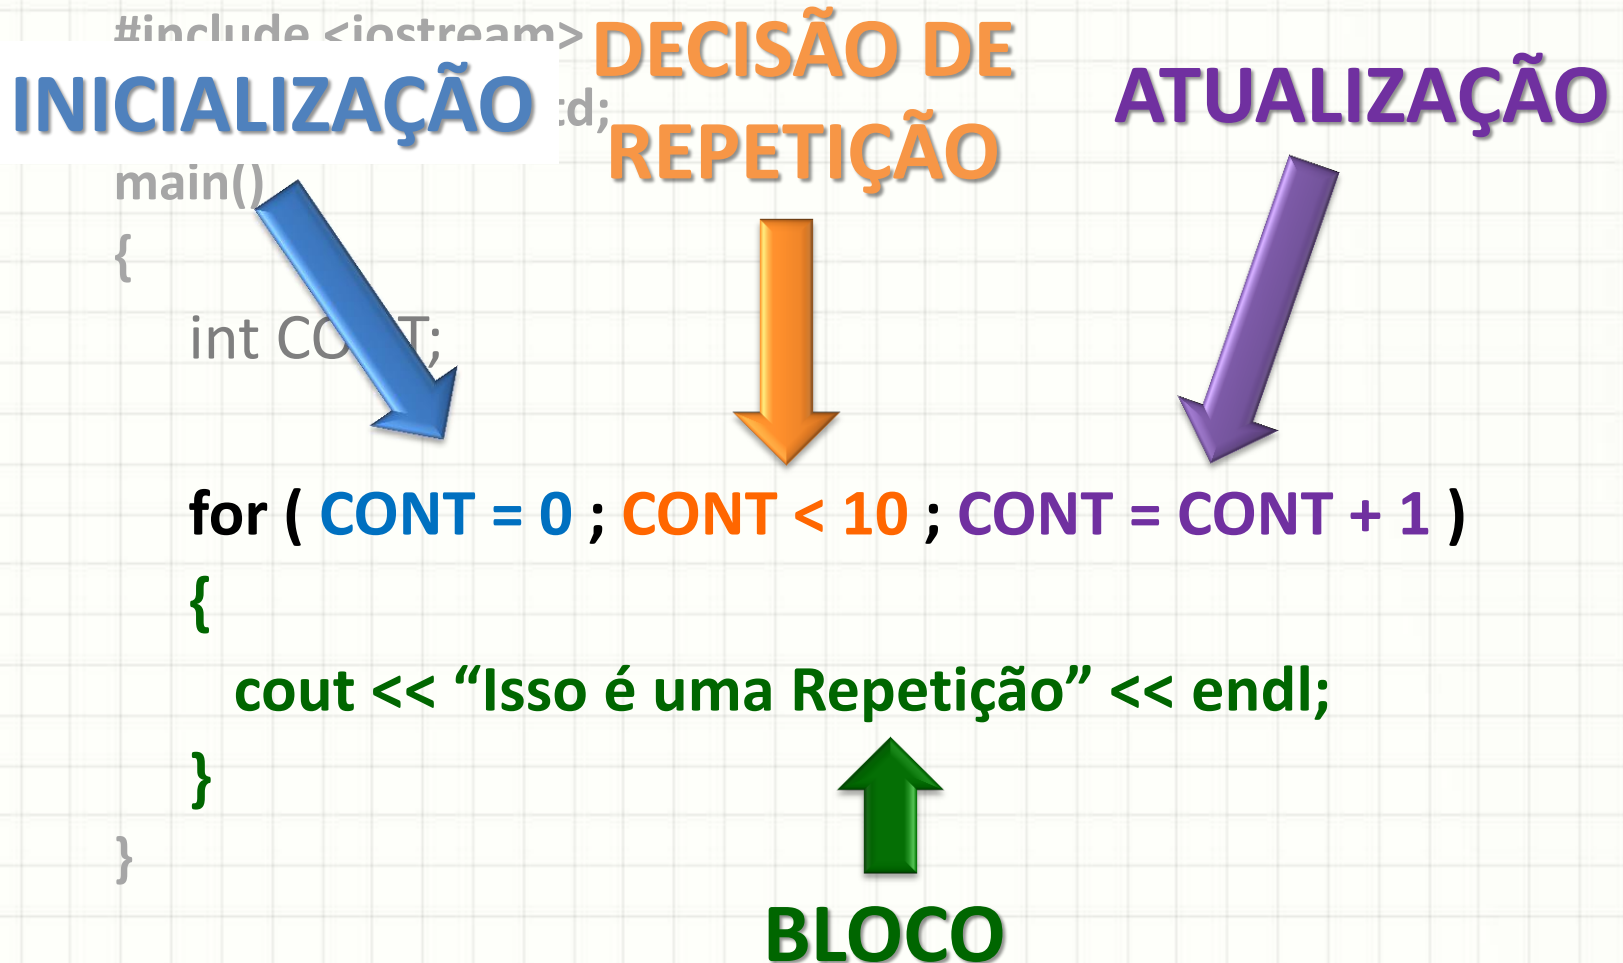 #include <iostream>
DECISÃO DE
REPETIÇÃO
INICIALIZAÇÃO
ATUALIZAÇÃO
main()
{
int
for ( CONT = 0 ; CONT < 10 ; CONT = CONT + 1 )
{
cout << “Isso é uma Repetição” << endl;
}
}
BLOCO